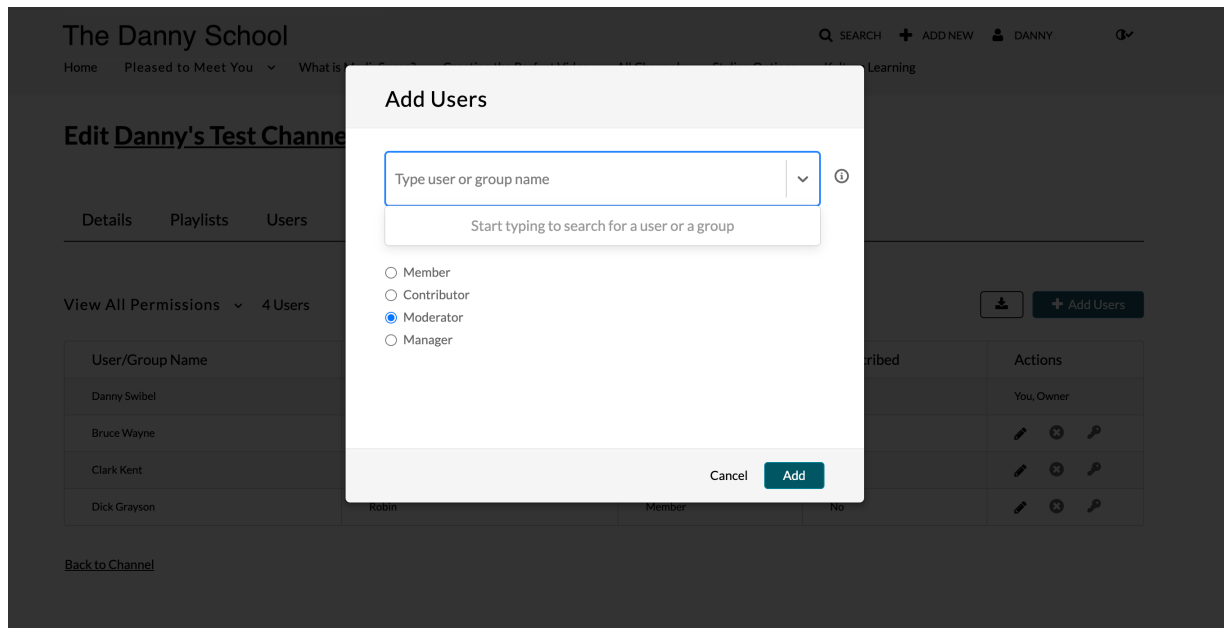 The Danny School
SEARCH ADD NEW DANNY
Home Pleased to Meet You What is Learning
Add Users
Edit Danny's Test Channe
Type user or group name
Details Playlists Users
Start typing to search for a user or a group
Member
Contributor
Moderator
Manager
View All Permissions 4 Users
Add Users
User/Group Name cribed Actions
Danny Swibel You, Owner
Bruce Wayne
Clark Kent
Cancel Add
Dick Grayson Robin Member No
Back to Channel